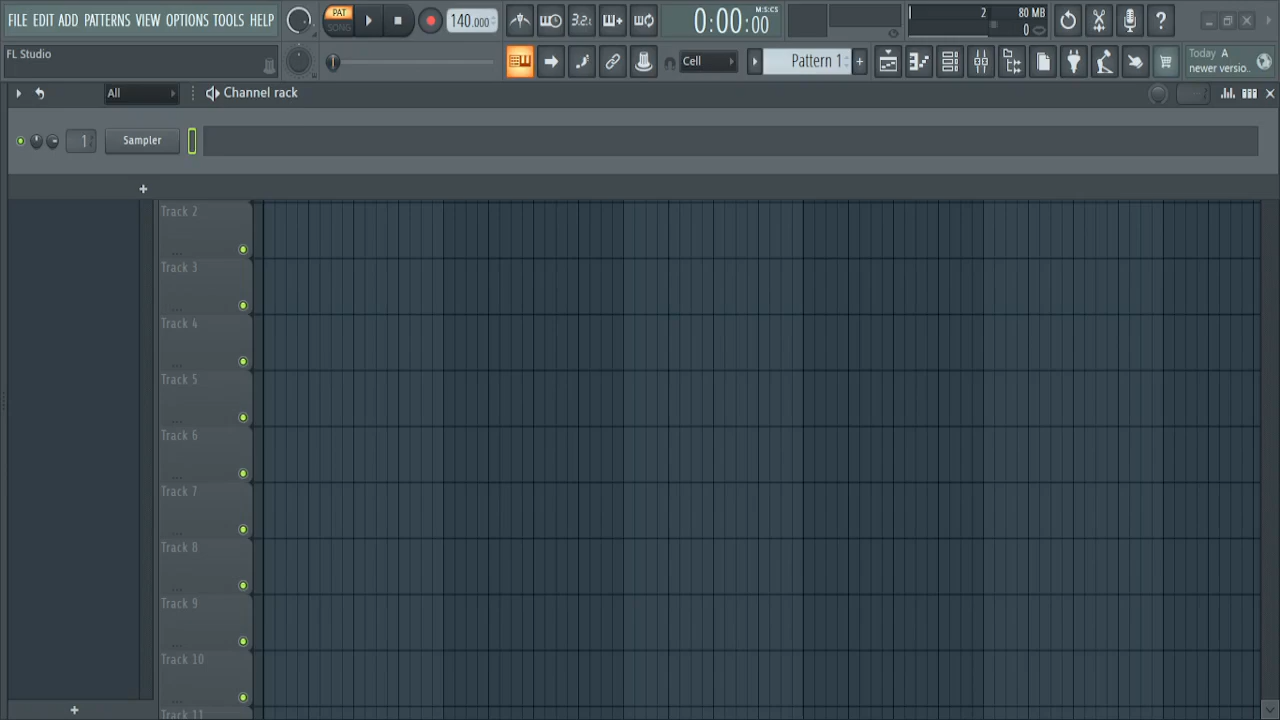 FILE EDIT ADD PATTERNS VIEW OPTIONS TOOLS HELP
PAT
SONG
140.000
3.2.
0:00:00
M:S:CS
2
80 MB
0
FL Studio
Cell
Pattern 1
+
Today A
newer versio..
All
Channel rack
1
Sampler
+
Track 2
...
Track 3
...
Track 4
...
Track 5
...
Track 6
...
Track 7
...
Track 8
...
Track 9
...
Track 10
...
Track 11
+